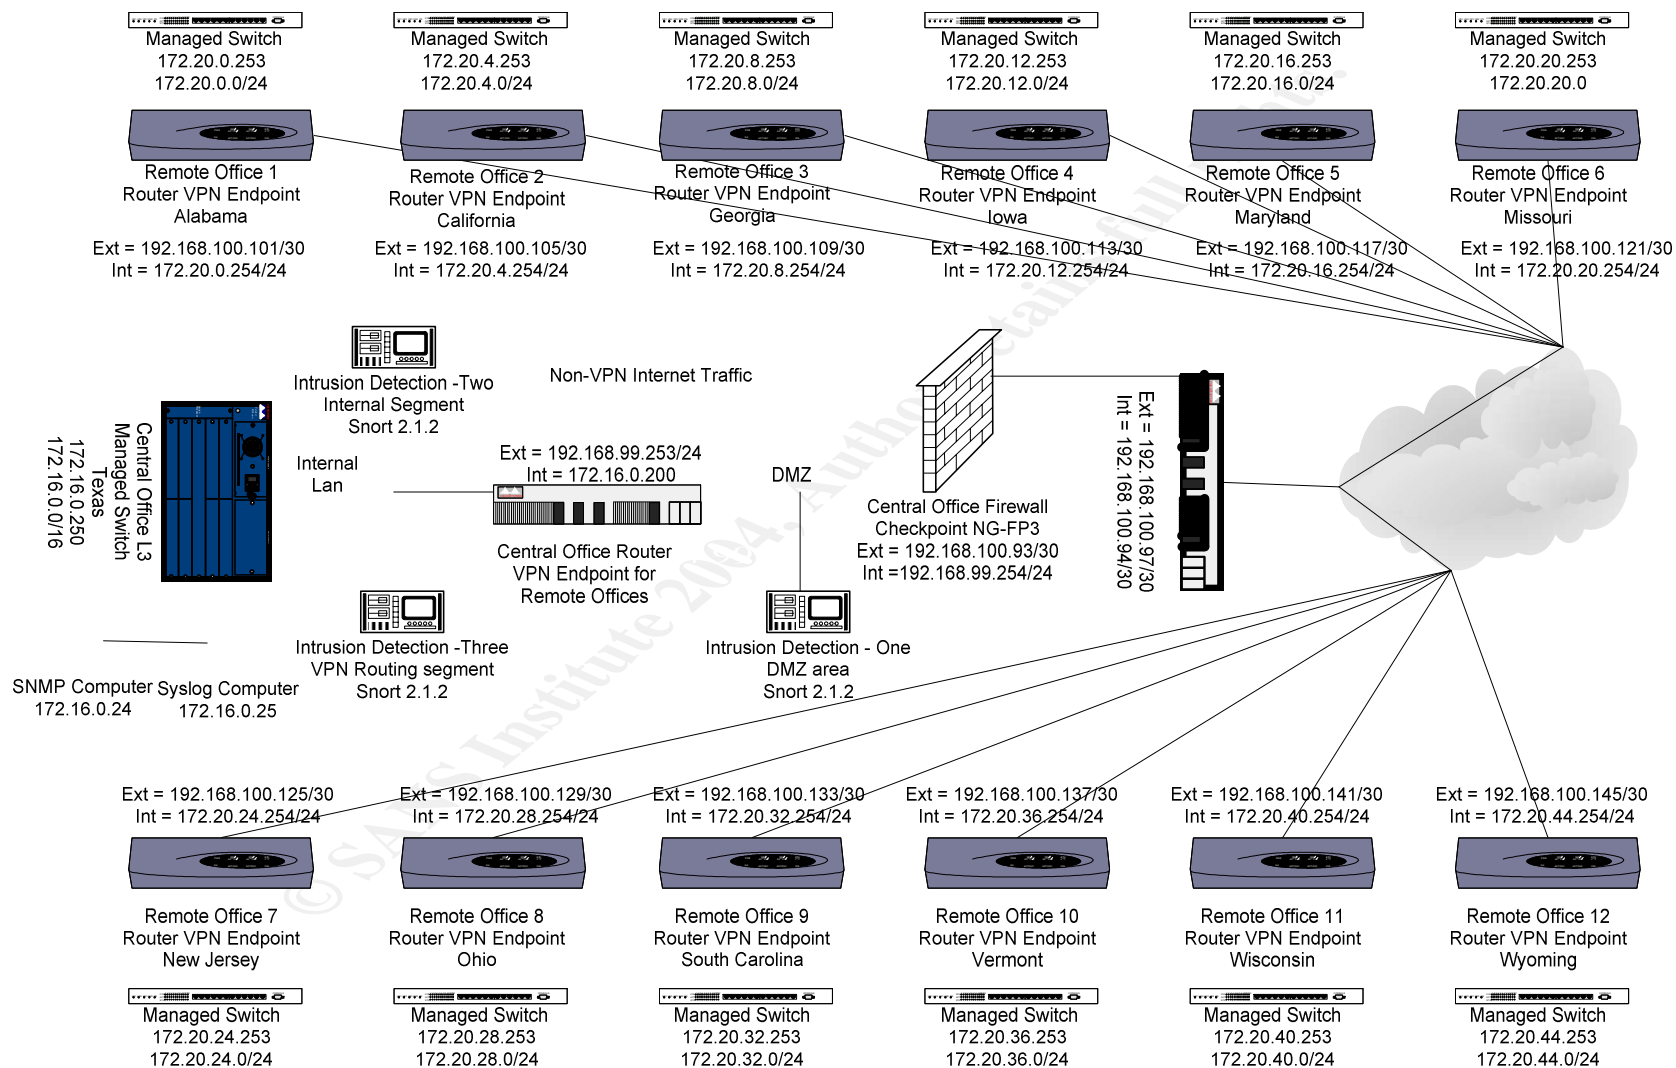 Managed Switch
172.20.0.253
172.20.0.0/24
Managed Switch
172.20.4.253
172.20.4.0/24
Managed Switch
172.20.8.253
172.20.8.0/24
Managed Switch
172.20.12.253
172.20.12.0/24
Managed Switch
172.20.16.253
172.20.16.0/24
Managed Switch
172.20.20.253
172.20.20.0
Remote Office 1
Router VPN Endpoint
Alabama
Ext = 192.168.100.101/30
Int = 172.20.0.254/24
Remote Office 2
Router VPN Endpoint
California
Ext = 192.168.100.105/30
Int = 172.20.4.254/24
Remote Office 3
Router VPN Endpoint
Georgia
Ext = 192.168.100.109/30
Int = 172.20.8.254/24
Remote Office 4
Router VPN Endpoint
Iowa
Ext = 192.168.100.113/30
Int = 172.20.12.254/24
Remote Office 5
Router VPN Endpoint
Maryland
Ext = 192.168.100.117/30
Int = 172.20.16.254/24
Remote Office 6
Router VPN Endpoint
Missouri
Ext = 192.168.100.121/30
Int = 172.20.20.254/24
Central Office L3
Managed Switch
Texas
172.16.0.250
172.16.0.0/16
Intrusion Detection -Two
Internal Segment
Snort 2.1.2
Non-VPN Internet Traffic
Internal
Lan
Ext = 192.168.99.253/24
Int = 172.16.0.200
Central Office Router
VPN Endpoint for
Remote Offices
DMZ
Central Office Firewall
Checkpoint NG-FP3
Ext = 192.168.100.93/30
Int =192.168.99.254/24
Ext = 192.168.100.97/30
Int = 192.168.100.94/30
Intrusion Detection -Three
VPN Routing segment
Snort 2.1.2
Intrusion Detection - One
DMZ area
Snort 2.1.2
SNMP Computer
172.16.0.24
Syslog Computer
172.16.0.25
Ext = 192.168.100.125/30
Int = 172.20.24.254/24
Remote Office 7
Router VPN Endpoint
New Jersey
Ext = 192.168.100.129/30
Int = 172.20.28.254/24
Remote Office 8
Router VPN Endpoint
Ohio
Ext = 192.168.100.133/30
Int = 172.20.32.254/24
Remote Office 9
Router VPN Endpoint
South Carolina
Ext = 192.168.100.137/30
Int = 172.20.36.254/24
Remote Office 10
Router VPN Endpoint
Vermont
Ext = 192.168.100.141/30
Int = 172.20.40.254/24
Remote Office 11
Router VPN Endpoint
Wisconsin
Ext = 192.168.100.145/30
Int = 172.20.44.254/24
Remote Office 12
Router VPN Endpoint
Wyoming
Managed Switch
172.20.24.253
172.20.24.0/24
Managed Switch
172.20.28.253
172.20.28.0/24
Managed Switch
172.20.32.253
172.20.32.0/24
Managed Switch
172.20.36.253
172.20.36.0/24
Managed Switch
172.20.40.253
172.20.40.0/24
Managed Switch
172.20.44.253
172.20.44.0/24
© SANS Institute 2004, Author retains full